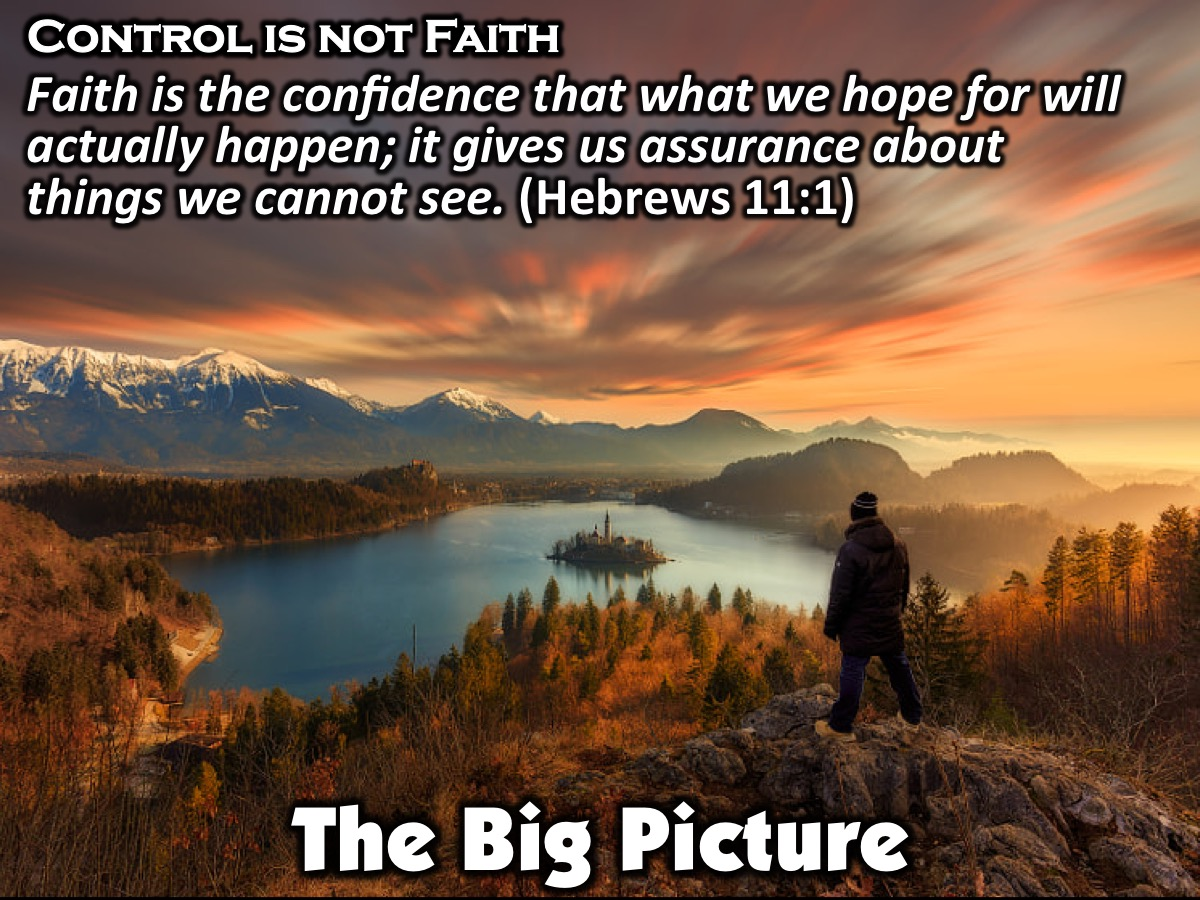 Control is not Faith
Faith is the confidence that what we hope for will
actually happen; it gives us assurance about
things we cannot see. (Hebrews 11:1)
The Big Picture